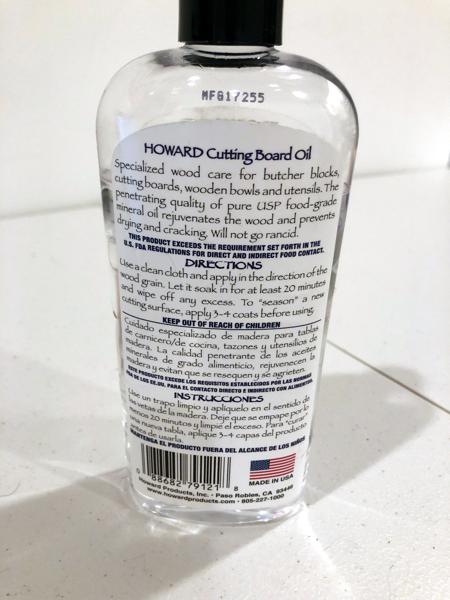 MFG17255
HOWARD Cutting Board Oil
Specialized wood care for butcher blocks,
cutting boards, wooden bowls and utensils. The
penetrating quality of pure USP food-grade
mineral oil rejuvenates the wood and prevents
drying and cracking. Will not go rancid.
THIS PRODUCT EXCEEDS THE REQUIREMENT SET FORTH IN THE
U.S. FDA REGULATIONS FOR DIRECT AND INDIRECT FOOD CONTACT.
DIRECTIONS
Use a clean cloth and apply in the direction of the
wood grain. Let it soak in for at least 20 minutes
and wipe off any excess. To "season" a new
cutting surface, apply 3-4 coats before using.
KEEP OUT OF REACH OF CHILDREN
Cuidado especializado de madera para tablas
de carnicero/de cocina, tazones y utensilios de
madera. La calidad penetrante de los aceites
minerales de grado alimenticio, rejuvenecen la
madera y evitan que se resequen y se agrieten.
ESTE PRODUCTO EXCEDE LOS REQUISITOS ESTABLECIDOS POR LAS NORMAS
FDA DE LOS EE.UU. PARA EL CONTACTO DIRECTO E INDIRECTO CON ALIMENTOS.
INSTRUCCIONES
Use un trapo limpio y aplíquelo en el sentido de
las vetas de la madera. Deje que se empape por lo
menos 20 minutos y limpie el exceso. Para "curar"
una nueva tabla, aplique 3-4 capas del producto
antes de usarla.
MANTENGA EL PRODUCTO FUERA DEL ALCANCE DE LOS NIÑOS
0 88682 79121 8
MADE IN USA
Howard Products, Inc. • Paso Robles, CA 93446
www.howardproducts.com • 805-227-1000